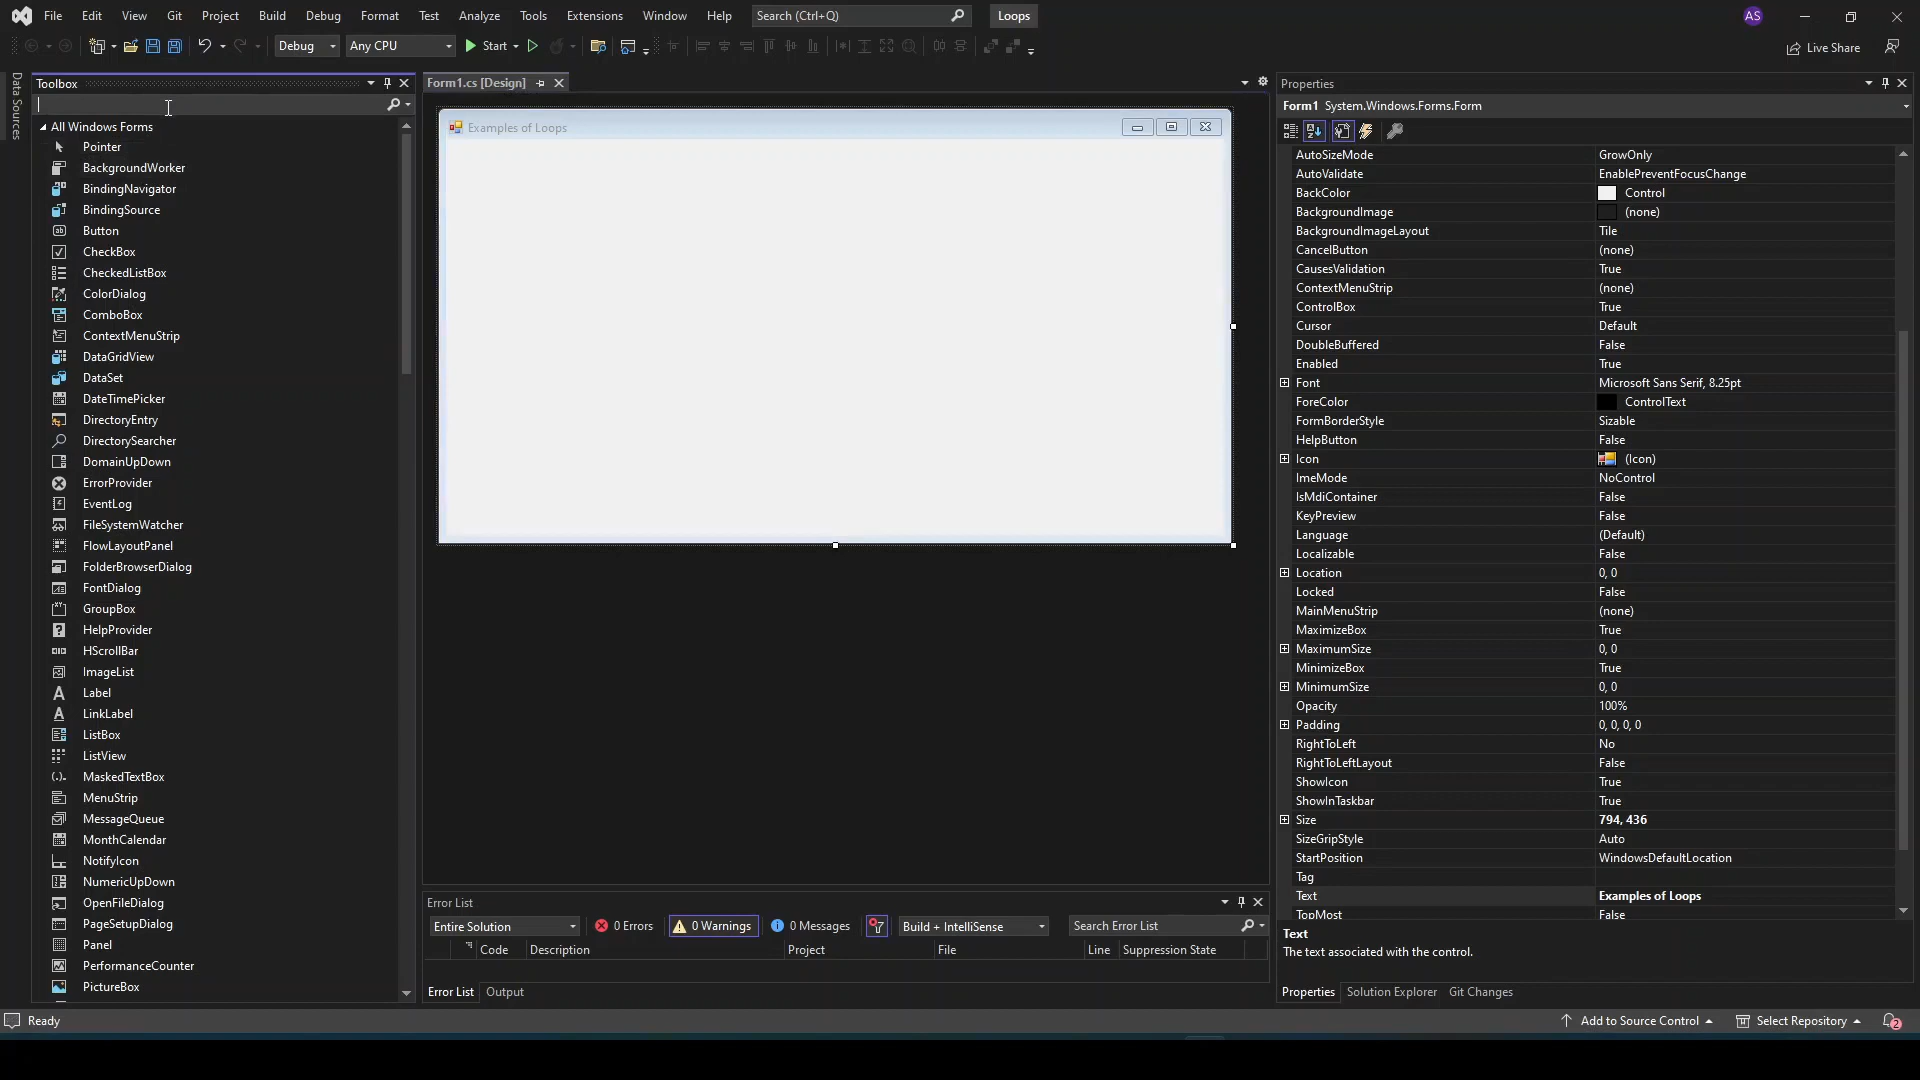 File Edit View Git Project Build Debug Format Test Analyze Tools Extensions Window Help Search (Ctrl+Q) Loops AS
Debug Any CPU Start Live Share
Data Sources
Toolbox
All Windows Forms
Pointer
BackgroundWorker
BindingNavigator
BindingSource
Button
CheckBox
CheckedListBox
ColorDialog
ComboBox
ContextMenuStrip
DataGridView
DataSet
DateTimePicker
DirectoryEntry
DirectorySearcher
DomainUpDown
ErrorProvider
EventLog
FileSystemWatcher
FlowLayoutPanel
FolderBrowserDialog
FontDialog
GroupBox
HelpProvider
HScrollBar
ImageList
Label
LinkLabel
ListBox
ListView
MaskedTextBox
MenuStrip
MessageQueue
MonthCalendar
NotifyIcon
NumericUpDown
OpenFileDialog
PageSetupDialog
Panel
PerformanceCounter
PictureBox
Form1.cs [Design]
Examples of Loops
Error List
Entire Solution 0 Errors 0 Warnings 0 Messages Build + IntelliSense Search Error List
Code Description Project File Line Suppression State
Error List Output
Properties
Form1 System.Windows.Forms.Form
AutoSizeMode GrowOnly
AutoValidate EnablePreventFocusChange
BackColor Control
BackgroundImage (none)
BackgroundImageLayout Tile
CancelButton (none)
CausesValidation True
ContextMenuStrip (none)
ControlBox True
Cursor Default
DoubleBuffered False
Enabled True
Font Microsoft Sans Serif, 8.25pt
ForeColor ControlText
FormBorderStyle Sizable
HelpButton False
Icon (Icon)
ImeMode NoControl
IsMdiContainer False
KeyPreview False
Language (Default)
Localizable False
Location 0, 0
Locked False
MainMenuStrip (none)
MaximizeBox True
MaximumSize 0, 0
MinimizeBox True
MinimumSize 0, 0
Opacity 100%
Padding 0, 0, 0, 0
RightToLeft No
RightToLeftLayout False
ShowIcon True
ShowInTaskbar True
Size 794, 436
SizeGripStyle Auto
StartPosition WindowsDefaultLocation
Tag
Text Examples of Loops
TopMost False
Text
The text associated with the control.
Properties Solution Explorer Git Changes
Ready Add to Source Control Select Repository 2